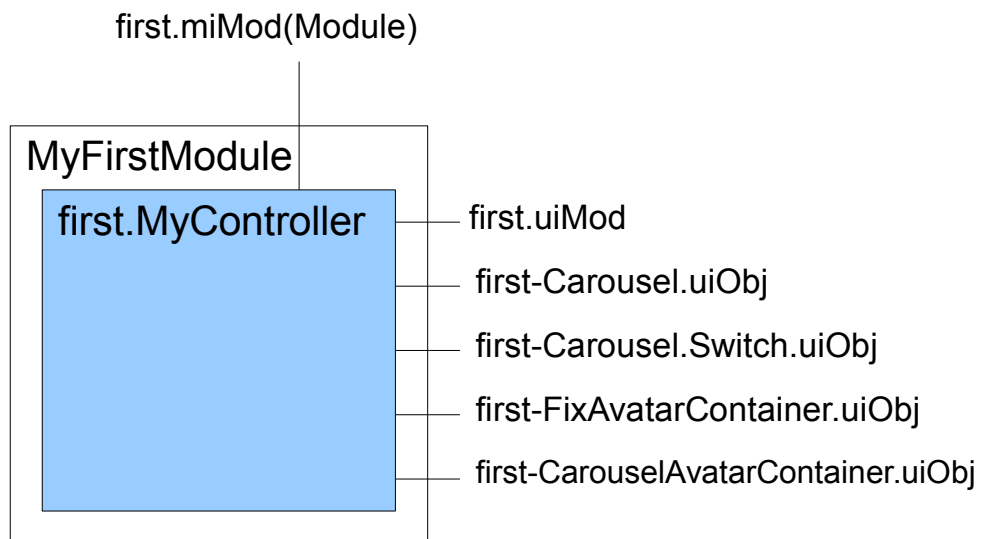 first.miMod(Module)
MyFirstModule
first.MyController
first.uiMod
first-Carousel.uiObj
first-Carousel.Switch.uiObj
first-FixAvatarContainer.uiObj
first-CarouselAvatarContainer.uiObj